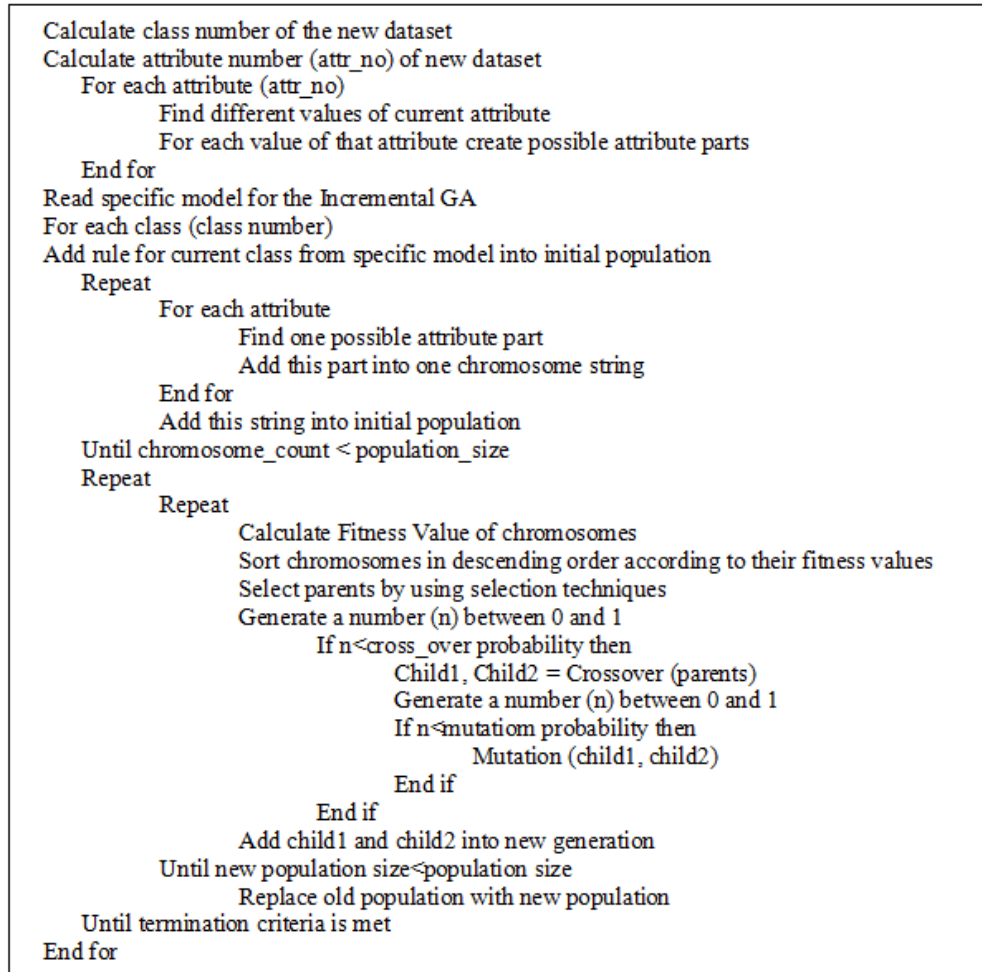 Calculate class number of the new dataset
Calculate attribute number (attr_no) of new dataset
For each attribute (attr_no)
Find different values of current attribute
For each value of that attribute create possible attribute parts
End for
Read specific model for the Incremental GA
For each class (class number)
Add rule for current class from specific model into initial population
Repeat
For each attribute
Find one possible attribute part
Add this part into one chromosome string
End for
Add this string into initial population
Until chromosome_count < population_size
Repeat
Repeat
Calculate Fitness Value of chromosomes
Sort chromosomes in descending order according to their fitness values
Select parents by using selection techniques
Generate a number (n) between 0 and 1
If n<cross_over probability then
Child1, Child2 = Crossover (parents)
Generate a number (n) between 0 and 1
If n<mutatiom probability then
Mutation (child1, child2)
End if
End if
Add child1 and child2 into new generation
Until new population size<population size
Replace old population with new population
Until termination criteria is met
End for